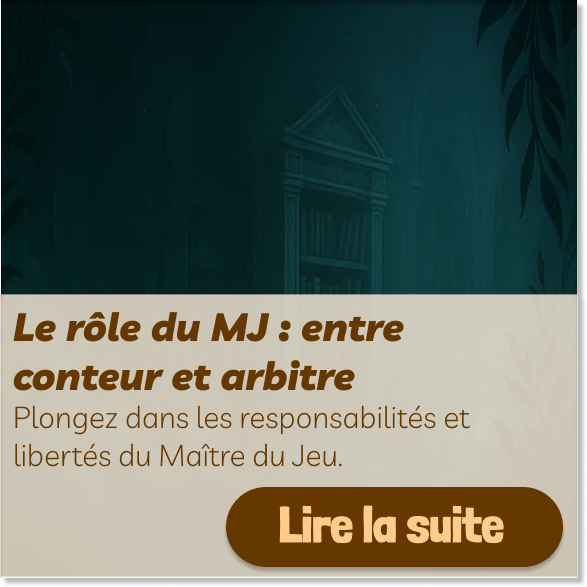 Le rôle du MJ : entre
conteur et arbitre
Plongez dans les responsabilités et
libertés du Maître du Jeu.
Lire la suite